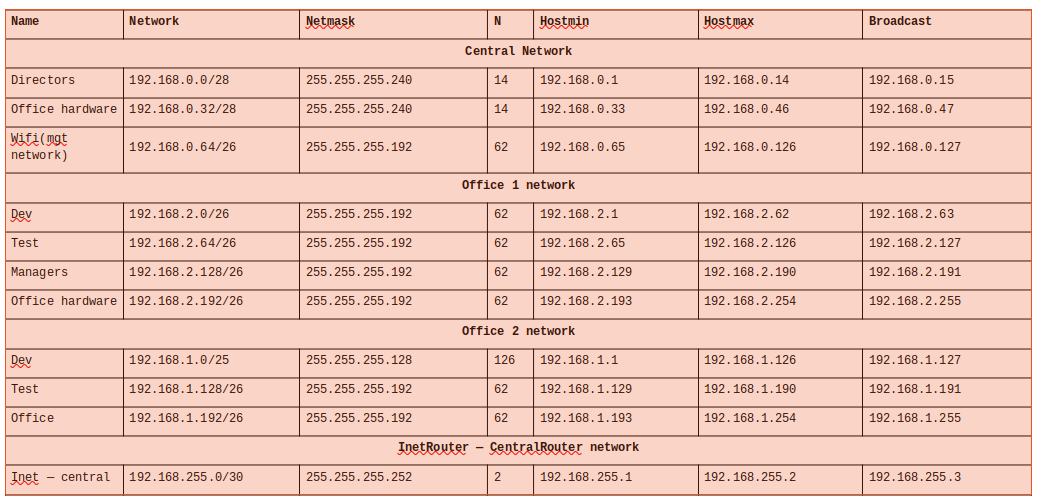 Name Network Netmask N Hostmin Hostmax Broadcast
Central Network
Directors 192.168.0.0/28 255.255.255.240 14 192.168.0.1 192.168.0.14 192.168.0.15
Office hardware 192.168.0.32/28 255.255.255.240 14 192.168.0.33 192.168.0.46 192.168.0.47
Wifi(mgt
network) 192.168.0.64/26 255.255.255.192 62 192.168.0.65 192.168.0.126 192.168.0.127
Office 1 network
Dev 192.168.2.0/26 255.255.255.192 62 192.168.2.1 192.168.2.62 192.168.2.63
Test 192.168.2.64/26 255.255.255.192 62 192.168.2.65 192.168.2.126 192.168.2.127
Managers 192.168.2.128/26 255.255.255.192 62 192.168.2.129 192.168.2.190 192.168.2.191
Office hardware 192.168.2.192/26 255.255.255.192 62 192.168.2.193 192.168.2.254 192.168.2.255
Office 2 network
Dev 192.168.1.0/25 255.255.255.128 126 192.168.1.1 192.168.1.126 192.168.1.127
Test 192.168.1.128/26 255.255.255.192 62 192.168.1.129 192.168.1.190 192.168.1.191
Office 192.168.1.192/26 255.255.255.192 62 192.168.1.193 192.168.1.254 192.168.1.255
InetRouter — CentralRouter network
Inet — central 192.168.255.0/30 255.255.255.252 2 192.168.255.1 192.168.255.2 192.168.255.3